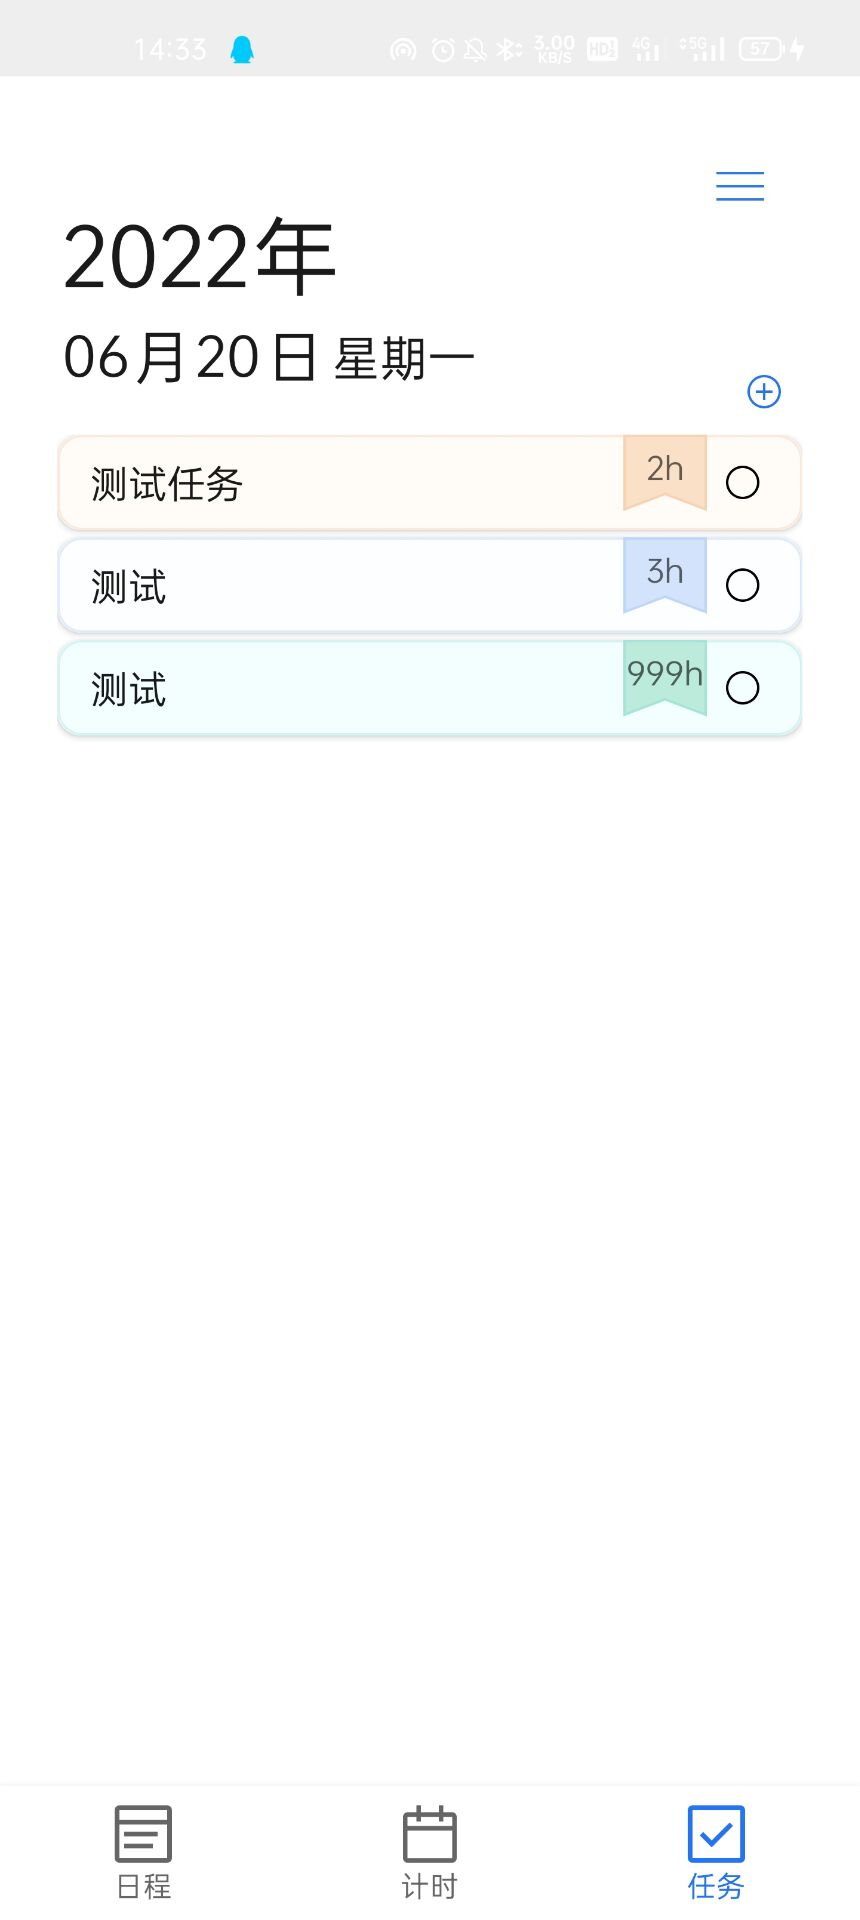 14:33 3.00 KB/S HD 1 2 4G 5G 57
2022年
06月20日 星期一
测试任务 2h
测试 3h
测试 999h
日程 计时 任务